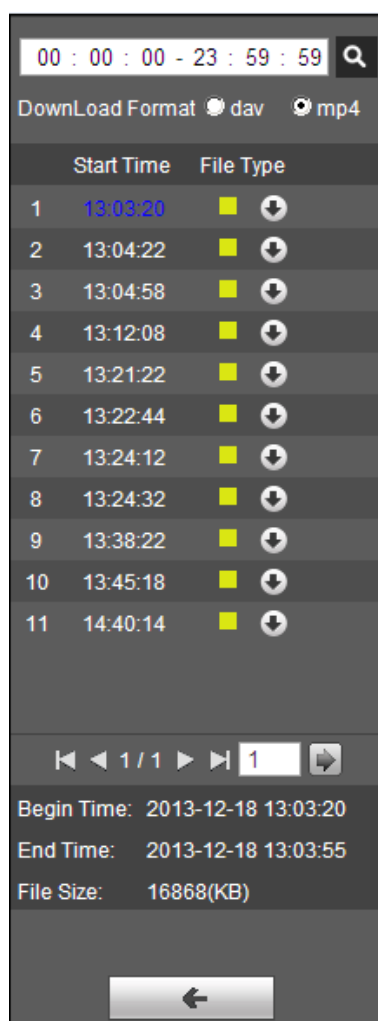 00 : 00 : 00 - 23 : 59 : 59
DownLoad Format dav mp4
Start Time File Type
1 13:03:20
2 13:04:22
3 13:04:58
4 13:12:08
5 13:21:22
6 13:22:44
7 13:24:12
8 13:24:32
9 13:38:22
10 13:45:18
11 14:40:14
1 / 1 1
Begin Time: 2013-12-18 13:03:20
End Time: 2013-12-18 13:03:55
File Size: 16868(KB)